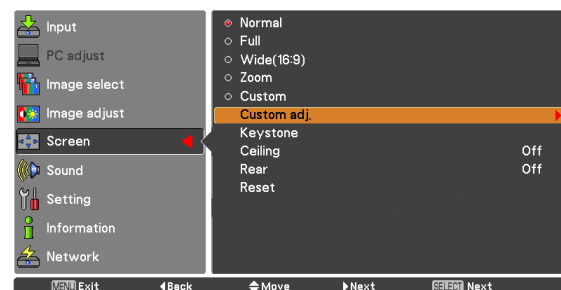 Input
PC adjust
Image select
Image adjust
Screen
Sound
Setting
Information
Network
Normal
Full
Wide(16:9)
Zoom
Custom
Custom adj.
Keystone
Ceiling Off
Rear Off
Reset
MENU Exit Back Move Next SELECT Next